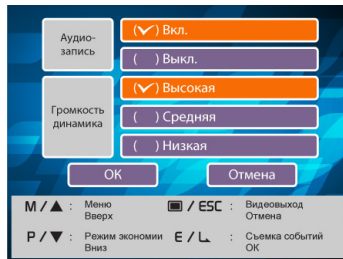 Аудио-
запись
(✓) Вкл.
( ) Выкл.
Громкость
динамика
(✓) Высокая
( ) Средняя
( ) Низкая
OK
Отмена
M / ▲ : Меню
Вверх
/ ESC : Видеовыход
Отмена
P / ▼ : Режим экономии
Вниз
E / : Съемка событий
OK